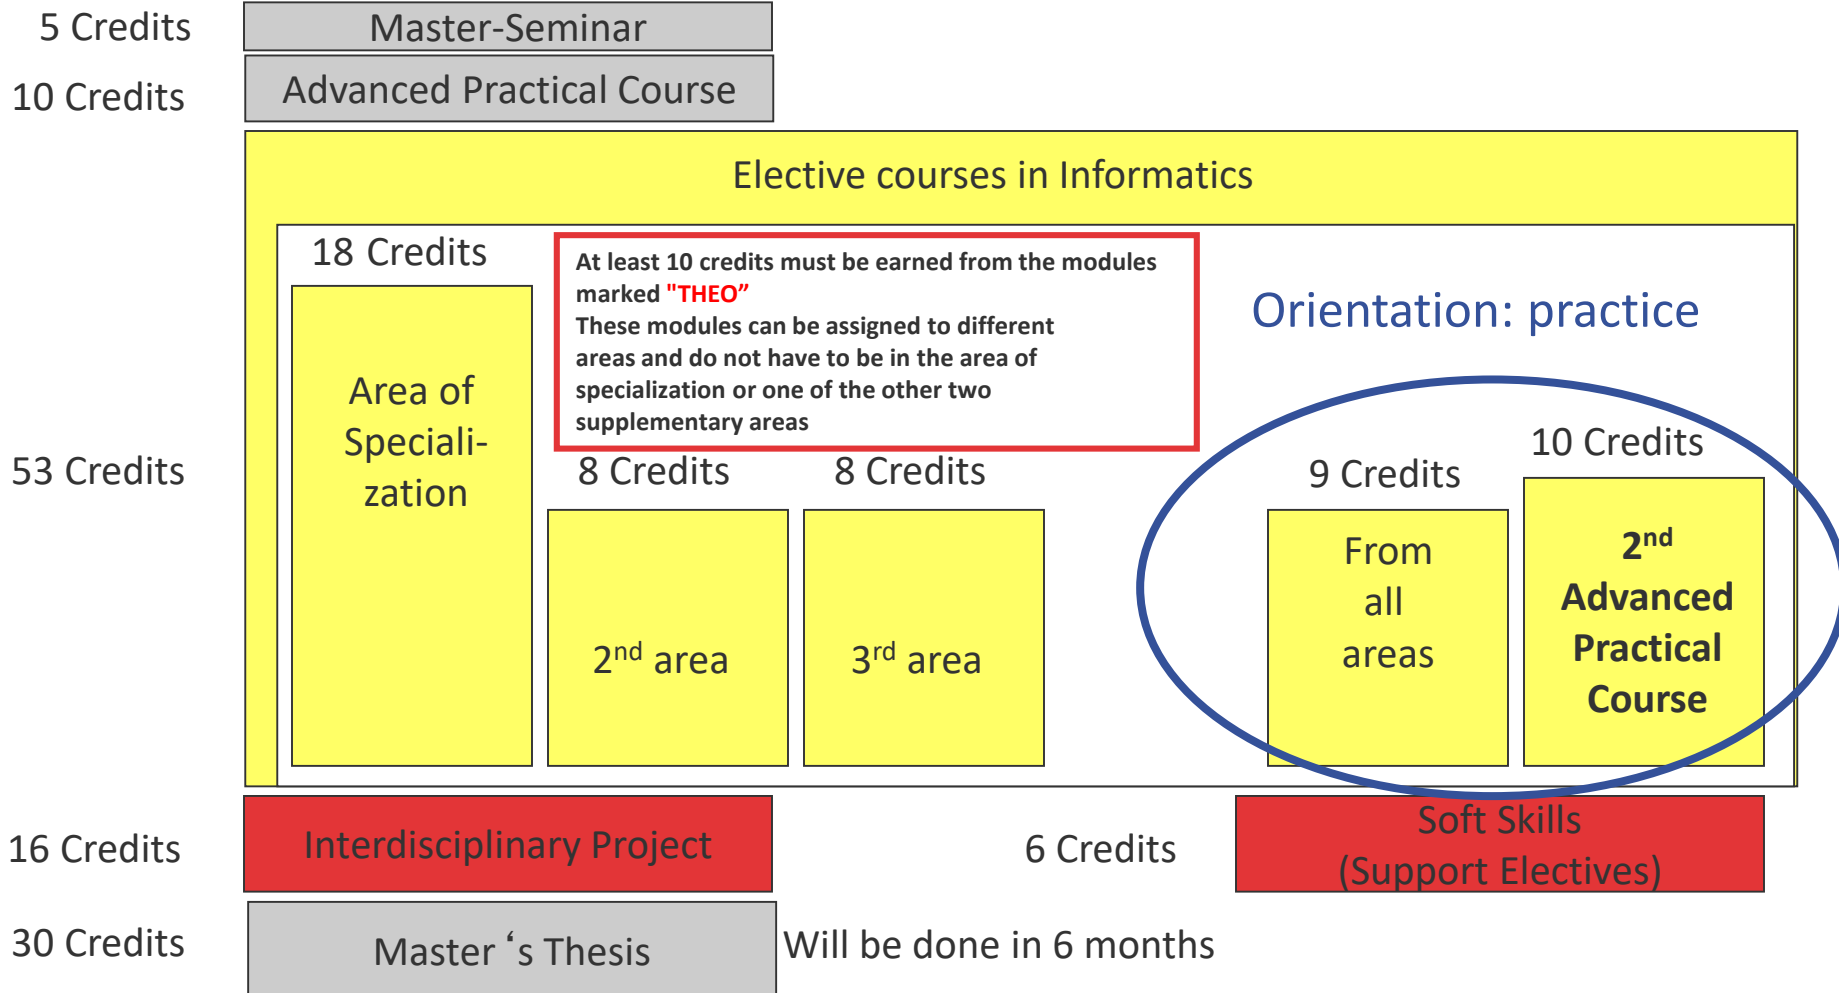 5 Credits
Master-Seminar
10 Credits
Advanced Practical Course
53 Credits
Elective courses in Informatics
18 Credits
Area of
Speciali-
zation
At least 10 credits must be earned from the modules
marked "THEO”
These modules can be assigned to different
areas and do not have to be in the area of
specialization or one of the other two
supplementary areas
8 Credits
2nd area
8 Credits
3rd area
Orientation: practice
9 Credits
From
all
areas
10 Credits
2nd
Advanced
Practical
Course
16 Credits
Interdisciplinary Project
6 Credits
Soft Skills
(Support Electives)
30 Credits
Master‘s Thesis
Will be done in 6 months